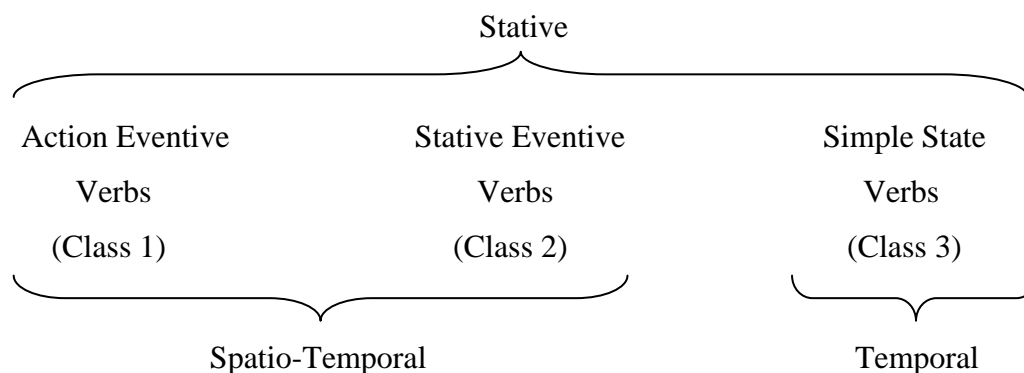 Stative
Action Eventive Stative Eventive Simple State
Verbs Verbs Verbs
(Class 1) (Class 2) (Class 3)
Spatio-Temporal Temporal